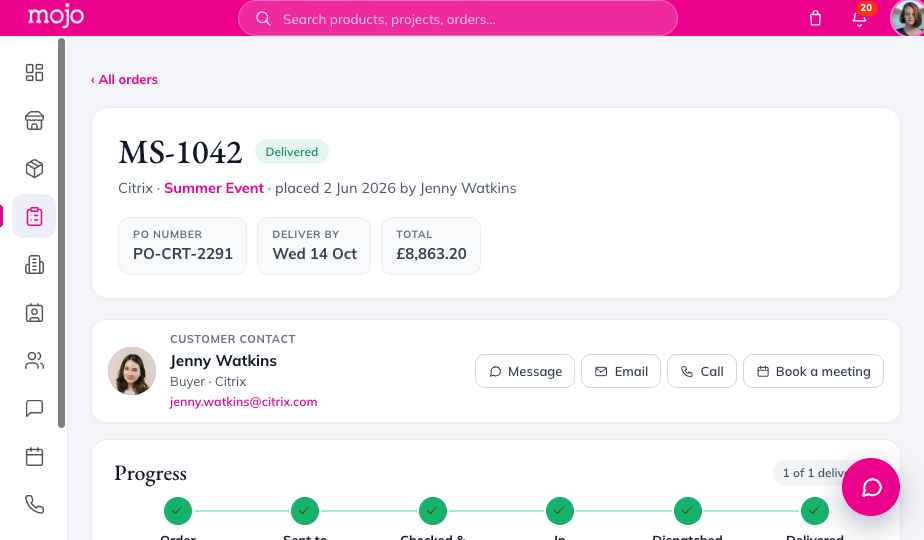 mojo
Search products, projects, orders...
20
‹ All orders
MS-1042
Delivered
Citrix · Summer Event · placed 2 Jun 2026 by Jenny Watkins
PO NUMBER
PO-CRT-2291
DELIVER BY
Wed 14 Oct
TOTAL
£8,863.20
CUSTOMER CONTACT
Jenny Watkins
Buyer · Citrix
jenny.watkins@citrix.com
Message
Email
Call
Book a meeting
Progress
1 of 1
Order
Sent to
Checked &
In
Dispatched
Delivered